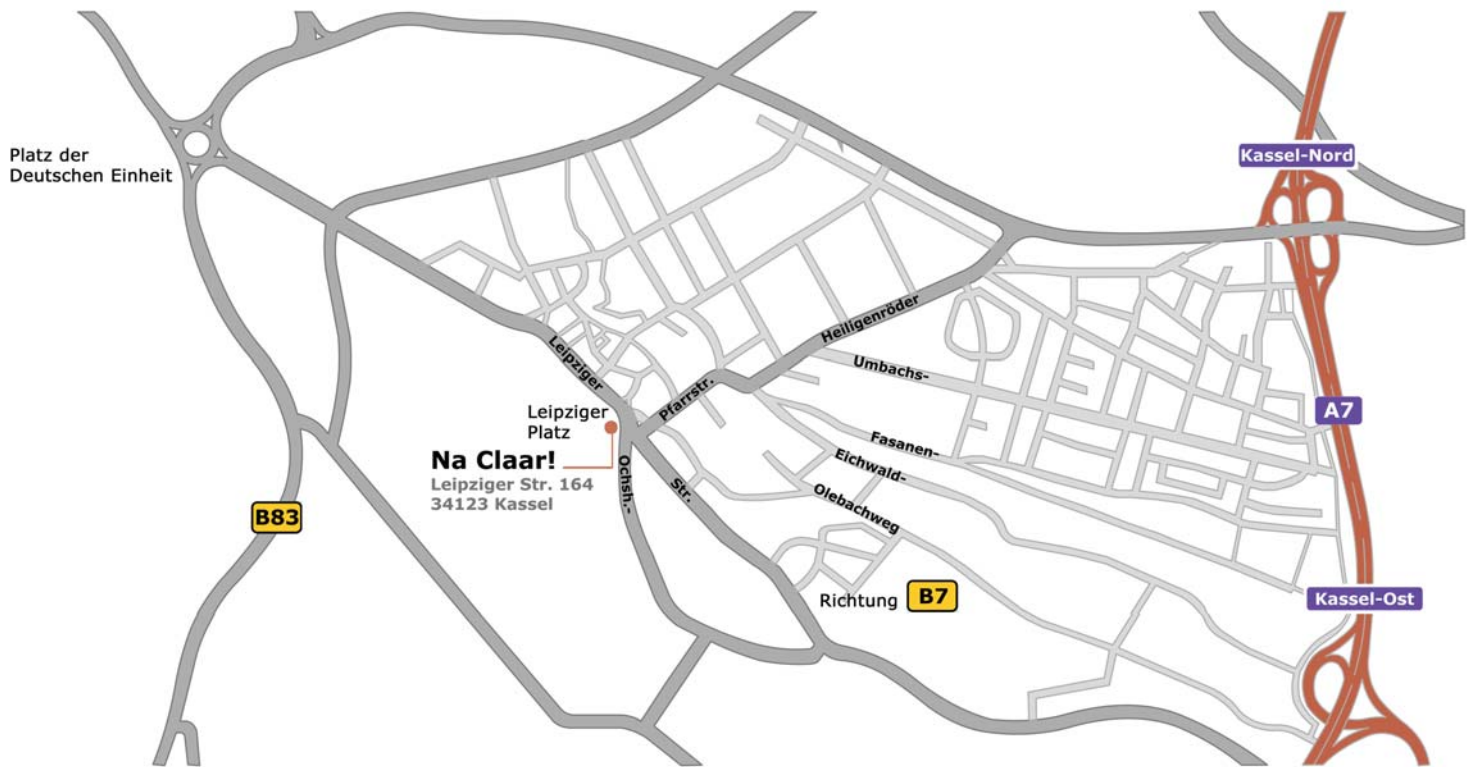 Kassel-Nord
Platz der
Deutschen Einheit
Heiligenröder
Leipziger
Umbachs-
Pfarrstr.
A7
Leipziger
Platz
Fasanen-
Na Claar!
Leipziger Str. 164
34123 Kassel
Ochsh.-
Str.
Eichwald-
Olebachweg
B83
Richtung B7
Kassel-Ost